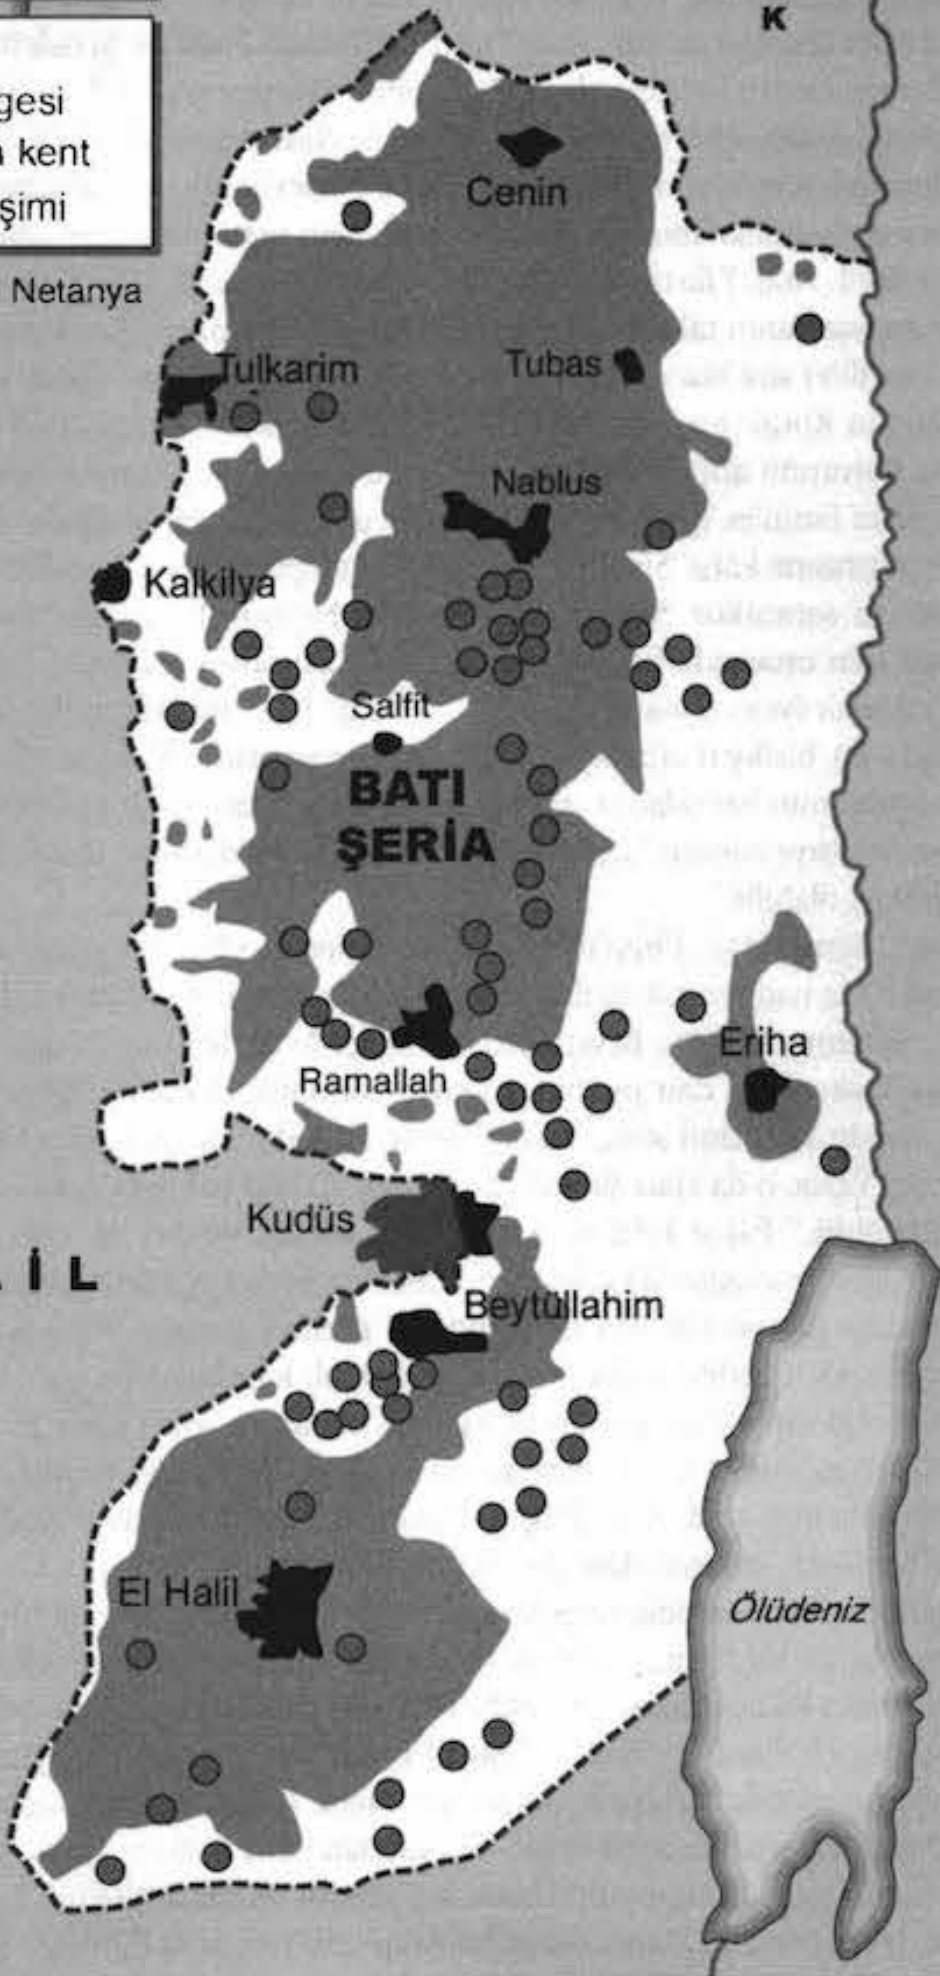 K
gesi
kent
şimi
Cenin
Netanya
Tulkarim
Tubas
Nablus
Kalkilya
Salfit
BATI
ŞERİA
Eriha
Ramallah
Kudüs
İ L
Beytüllahim
El Halil
Ölüdeniz